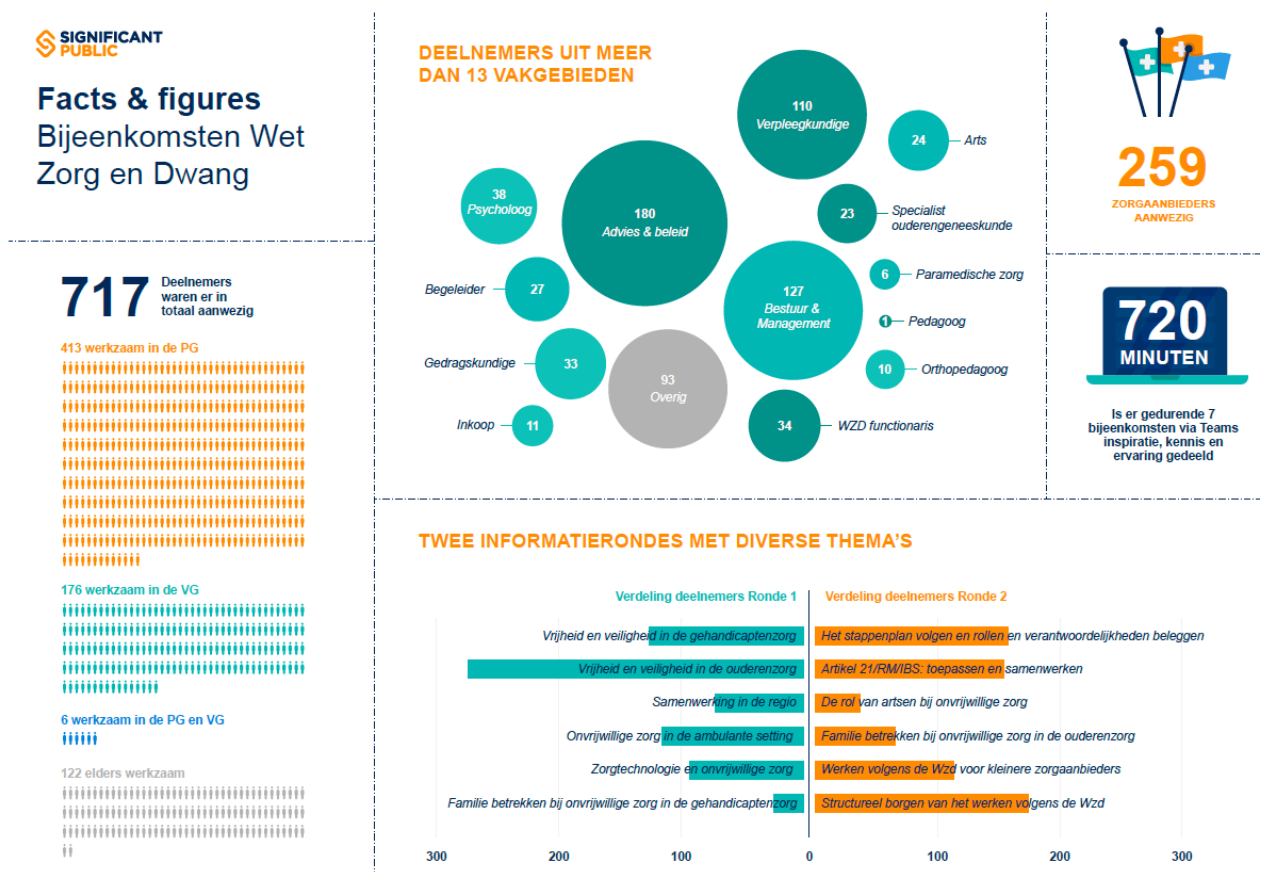 SIGNIFICANT
PUBLIC
Facts & figures
Bijeenkomsten Wet
Zorg en Dwang
717
Deelnemers
waren er in
totaal aanwezig
413 werkzaam in de PG
176 werkzaam in de VG
6 werkzaam in de PG en VG
122 elders werkzaam
DEELNEMERS UIT MEER
DAN 13 VAKGEBIEDEN
110
Verpleegkundige
24
Arts
38
Psycholoog
180
Advies & beleid
23
Specialist
ouderengeneeskunde
Begeleider
27
127
Bestuur &
Management
6
Paramedische zorg
1
Pedagoog
Gedragskundige
33
93
Overig
10
Orthopedagoog
Inkoop
11
34
WZD functionaris
259
ZORGAANBIEDERS
AANWEZIG
720
MINUTEN
Is er gedurende 7
bijeenkomsten via Teams
inspiratie, kennis en
ervaring gedeeld
TWEE INFORMATIERONDES MET DIVERSE THEMA'S
Verdeling deelnemers Ronde 1
Vrijheid en veiligheid in de gehandicaptenzorg
Vrijheid en veiligheid in de ouderenzorg
Samenwerking in de regio
Onvrijwillige zorg in de ambulante setting
Zorgtechnologie en onvrijwillige zorg
Familie betrekken bij onvrijwillige zorg in de gehandicaptenzorg
Verdeling deelnemers Ronde 2
Het stappenplan volgen en rollen en verantwoordelijkheden beleggen
Artikel 21/RM/IBS: toepassen en samenwerken
De rol van artsen bij onvrijwillige zorg
Familie betrekken bij onvrijwillige zorg in de ouderenzorg
Werken volgens de Wzd voor kleinere zorgaanbieders
Structureel borgen van het werken volgens de Wzd
300 200 100 0 100 200 300